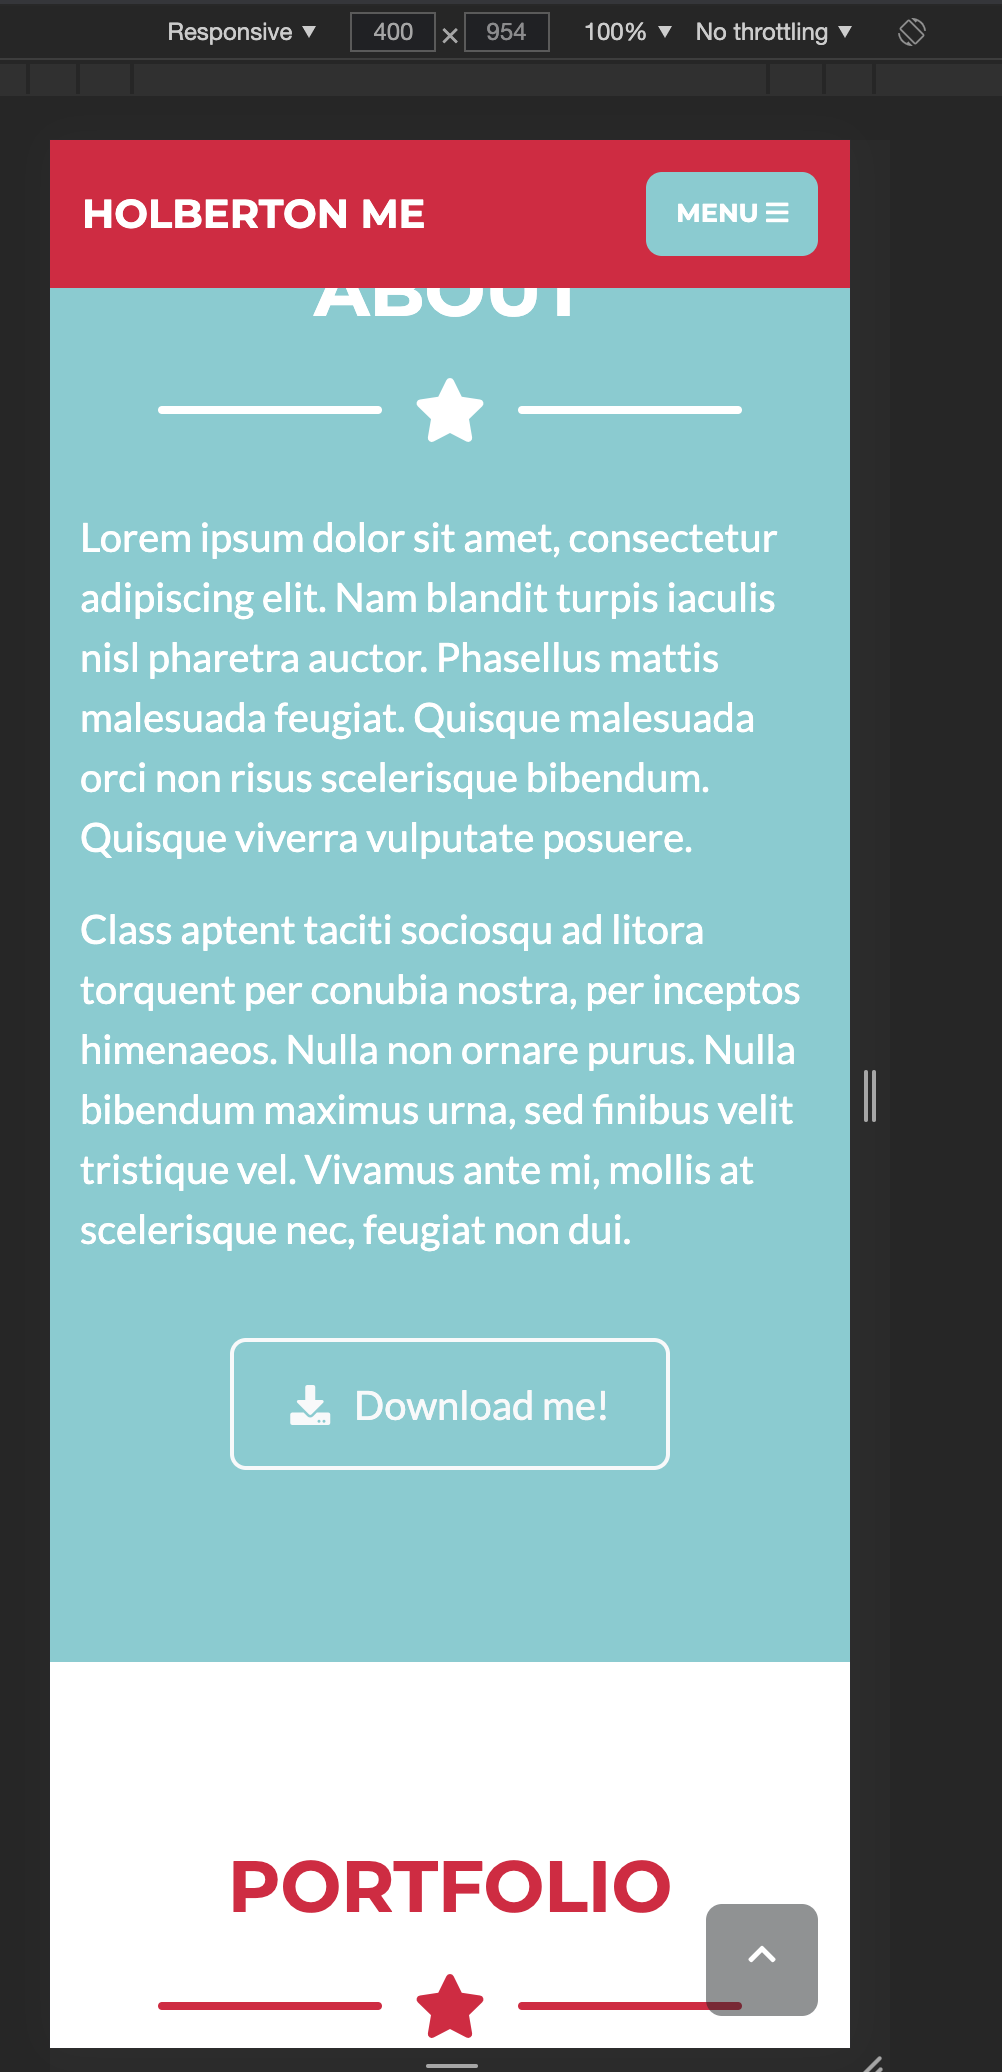 Responsive ▼ 400 × 954 100% ▼ No throttling ▼
HOLBERTON ME
MENU
ABOUT
Lorem ipsum dolor sit amet, consectetur
adipiscing elit. Nam blandit turpis iaculis
nisl pharetra auctor. Phasellus mattis
malesuada feugiat. Quisque malesuada
orci non risus scelerisque bibendum.
Quisque viverra vulputate posuere.
Class aptent taciti sociosqu ad litora
torquent per conubia nostra, per inceptos
himenaeos. Nulla non ornare purus. Nulla
bibendum maximus urna, sed finibus velit
tristique vel. Vivamus ante mi, mollis at
scelerisque nec, feugiat non dui.
Download me!
PORTFOLIO